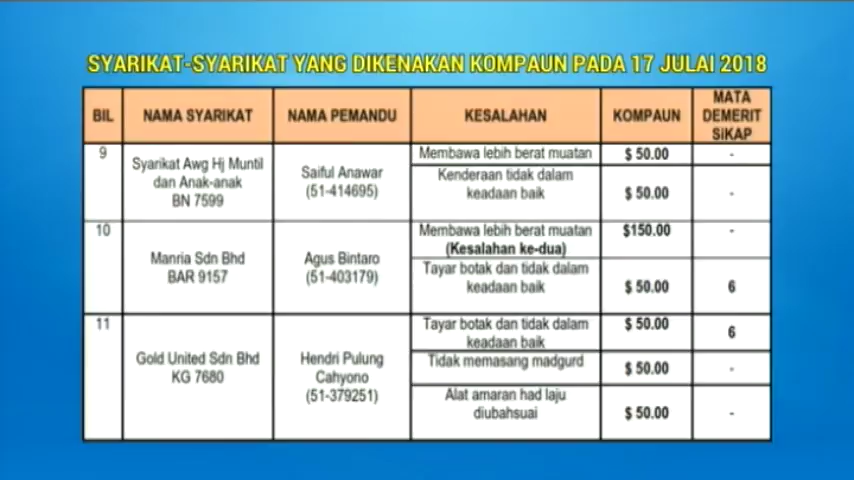 SYARIKAT-SYARIKAT YANG DIKENAKAN KOMPAUN PADA 17 JULAI 2018
BIL NAMA SYARIKAT NAMA PEMANDU KESALAHAN KOMPAUN MATA DEMERIT SIKAP
9
Syarikat Awg Hj Muntil
dan Anak-anak
BN 7599
Saiful Anawar
(51-414695)
Membawa lebih berat muatan $ 50.00 -
Kenderaan tidak dalam
keadaan baik $ 50.00 -
10
Manria Sdn Bhd
BAR 9157
Agus Bintaro
(51-403179)
Membawa lebih berat muatan $150.00 -
(Kesalahan ke-dua)
Tayar botak dan tidak dalam
keadaan baik $ 50.00 6
11
Gold United Sdn Bhd
KG 7680
Hendri Pulung
Cahyono
(51-379251)
Tayar botak dan tidak dalam $ 50.00 6
keadaan baik
Tidak memasang madgurd $ 50.00 -
Alat amaran had laju
diubahsuai $ 50.00 -